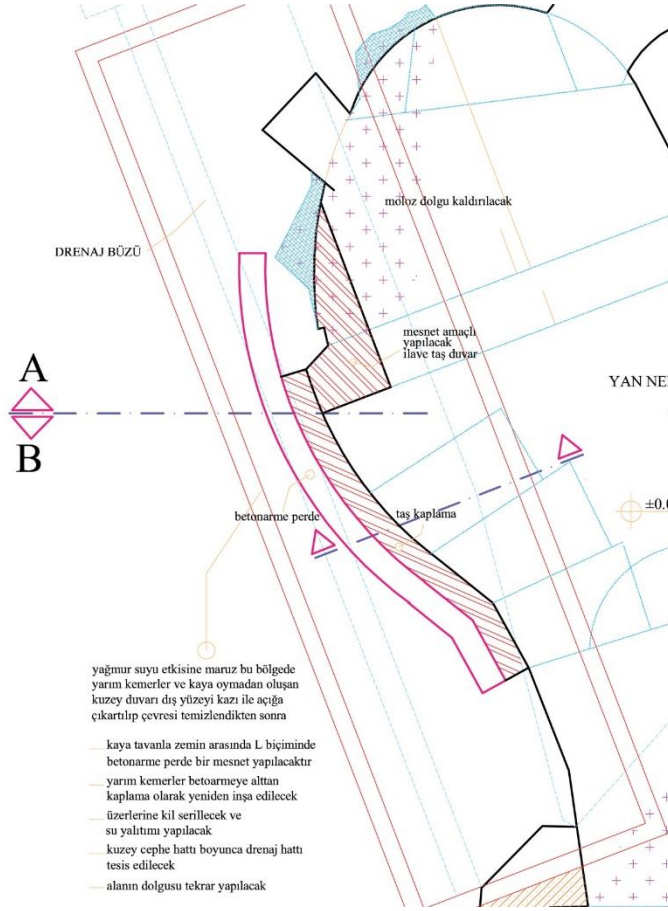 moloz dolgu kaldırılacak
DRENAJ BÜZÜ
mesnet amaçlı
yapılacak
ilave taş duvar
A
B
YAN NE
betonarme perde
taş kaplama
±0.0
yağmur suyu etkisine maruz bu bölgede
yarım kemerler ve kaya oymadan oluşan
kuzey duvarı dış yüzeyi kazı ile açığa
çıkartılıp çevresi temizlendikten sonra
kaya tavanla zemin arasında L biçiminde
betonarme perde bir mesnet yapılacaktır
yarım kemerler betoarmeye alttan
kaplama olarak yeniden inşa edilecek
üzerlerine kil serillecek ve
su yalıtımı yapılacak
kuzey cephe hattı boyunca drenaj hattı
tesis edilecek
alanın dolgusu tekrar yapılacak